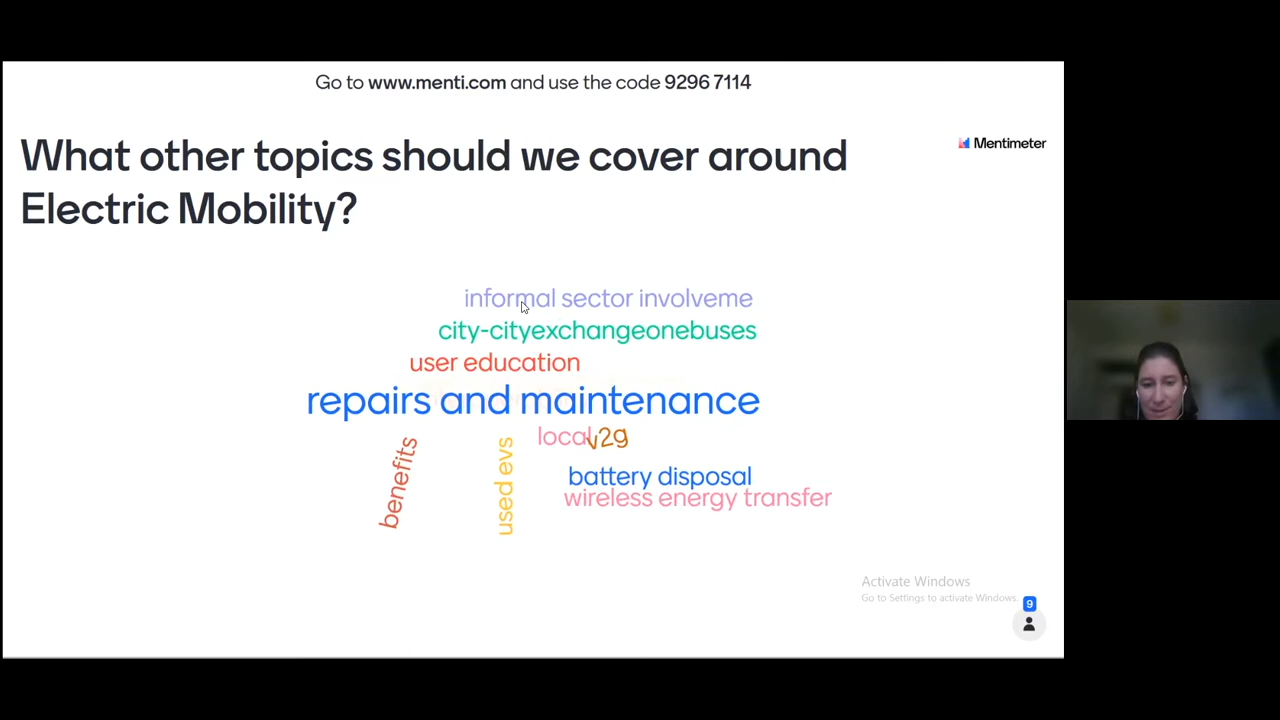 Go to www.menti.com and use the code 9296 7114
What other topics should we cover around
Electric Mobility?
Mentimeter
informal sector involveme
city-cityexchangeonebuses
user education
repairs and maintenance
local
v2g
benefits
used evs
battery disposal
wireless energy transfer
Activate Windows
Go to Settings to activate Windows.
9